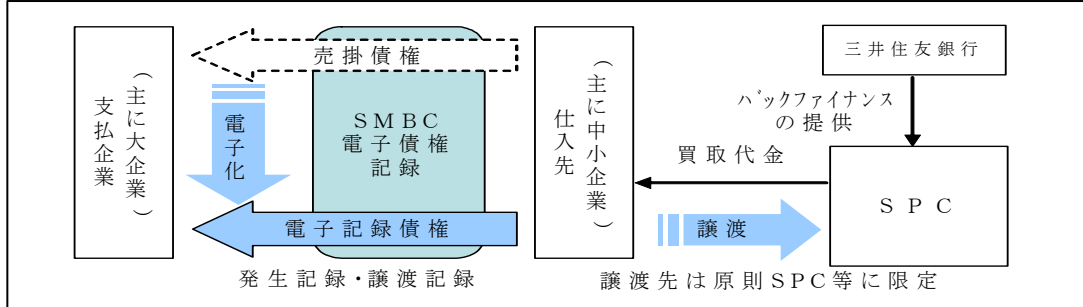 支払企業
（主に大企業）
売掛債権
電子化
SMBC
電子債権
記録
電子記録債権
発生記録・譲渡記録
仕入先
（主に中小企業）
三井住友銀行
バックファイナンス
の提供
買取代金
SPC
譲渡
譲渡先は原則SPC等に限定